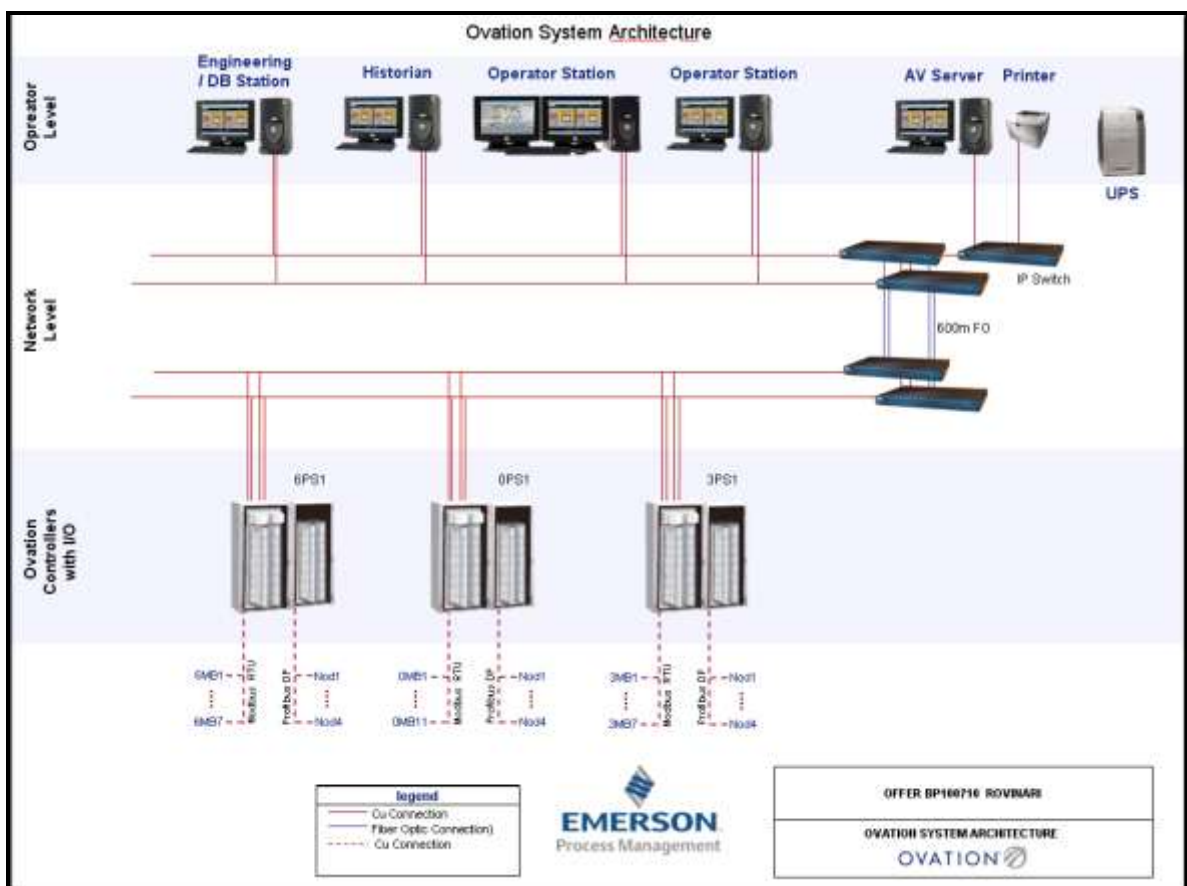 Ovation System Architecture
Opreator
Level
Engineering
/ DB Station
Historian
Operator Station
Operator Station
AV Server
Printer
UPS
Network
Level
IP Switch
600m FO
Ovation
Controllers
with I/O
6PS1
0PS1
3PS1
6MB1
6MB7
Modbus RTU
Profibus DP
Nod1
Nod4
0MB1
0MB11
Modbus RTU
Profibus DP
Nod1
Nod4
3MB1
3MB7
Modbus RTU
Profibus DP
Nod1
Nod4
legend
Cu Connection
Fiber Optic Connection)
Cu Connection
EMERSON
Process Management
OFFER BP100710 ROVINARI
OVATION SYSTEM ARCHITECTURE
OVATION